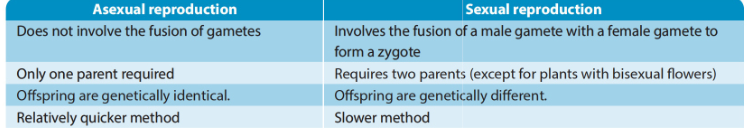 Asexual reproduction Sexual reproduction
Does not involve the fusion of gametes Involves the fusion of a male gamete with a female gamete to
form a zygote
Only one parent required Requires two parents (except for plants with bisexual flowers)
Offspring are genetically identical. Offspring are genetically different.
Relatively quicker method Slower method